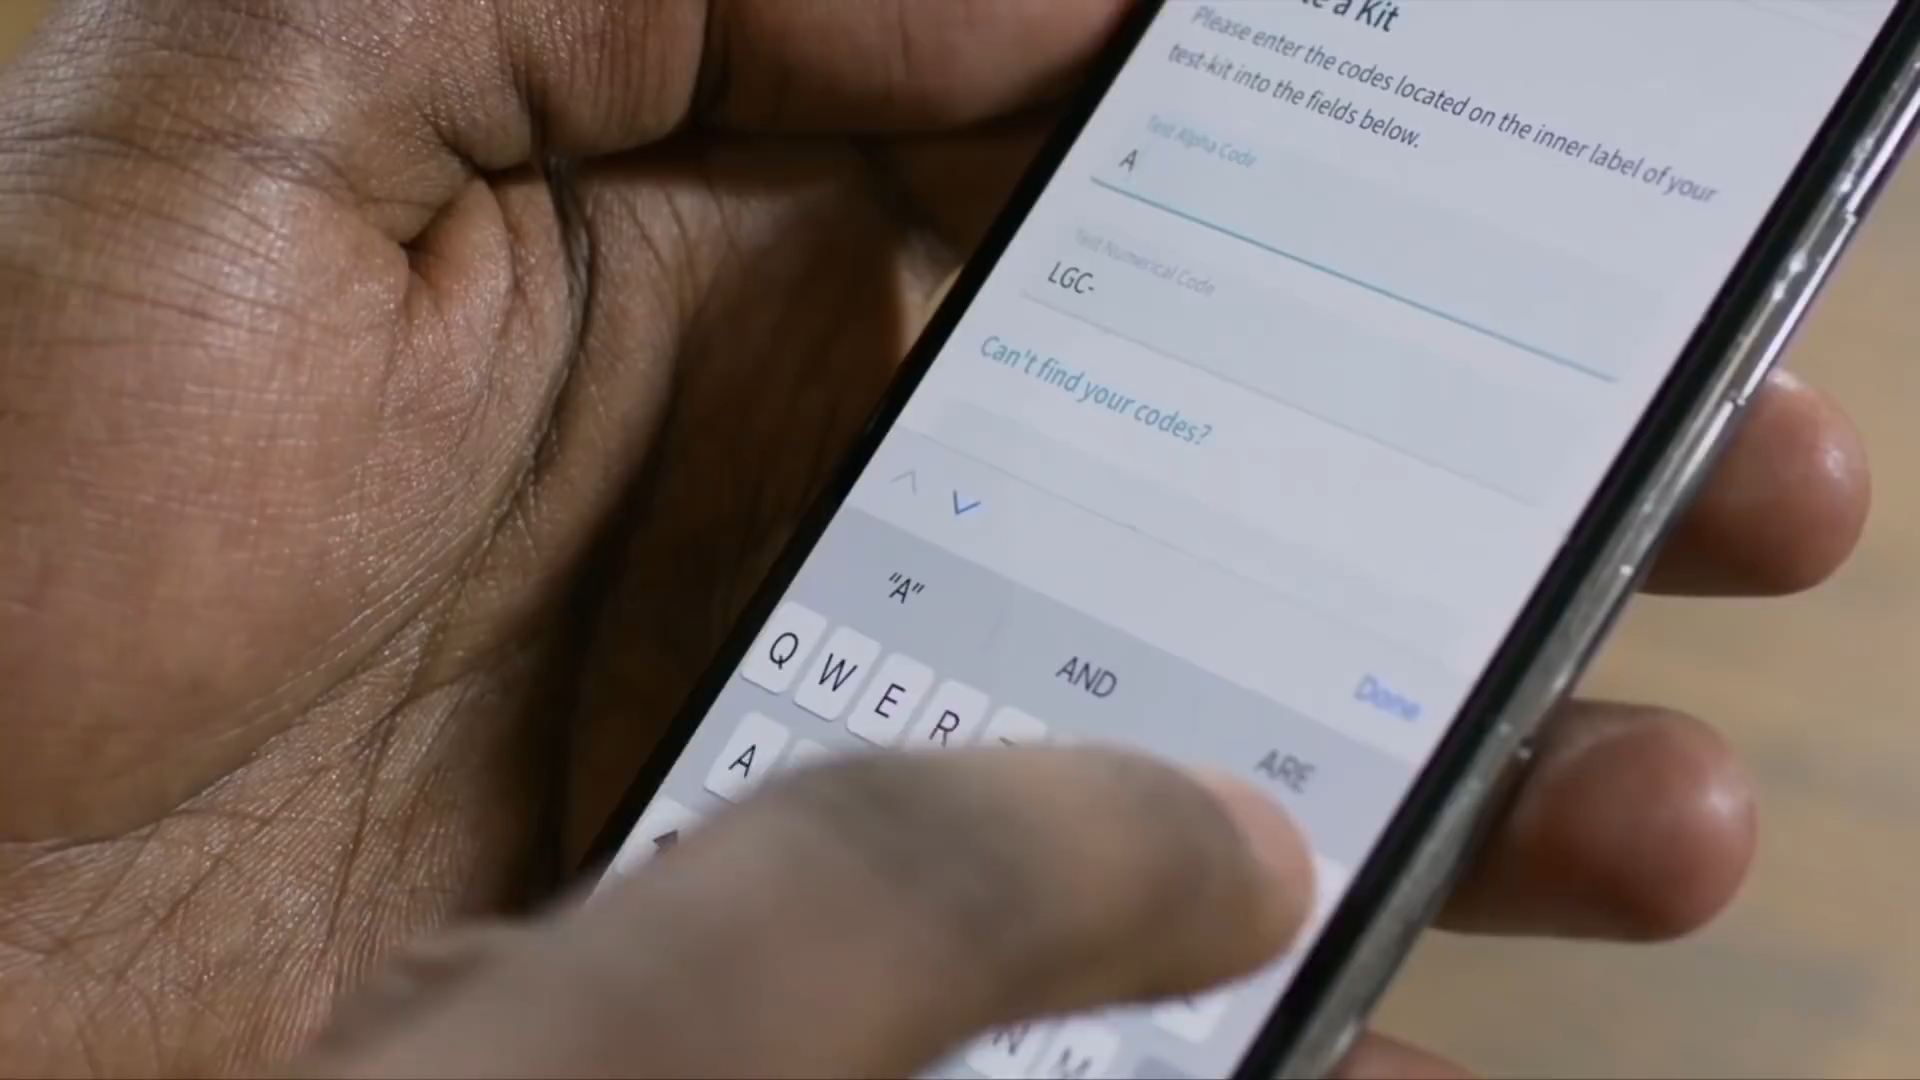 a Kit
Please enter the codes located on the inner label of your
test-kit into the fields below.
Test Alpha Code
A
Test Numerical Code
LGC-
Can't find your codes?
Done
"A" AND ARE
Q W E R
A
N M